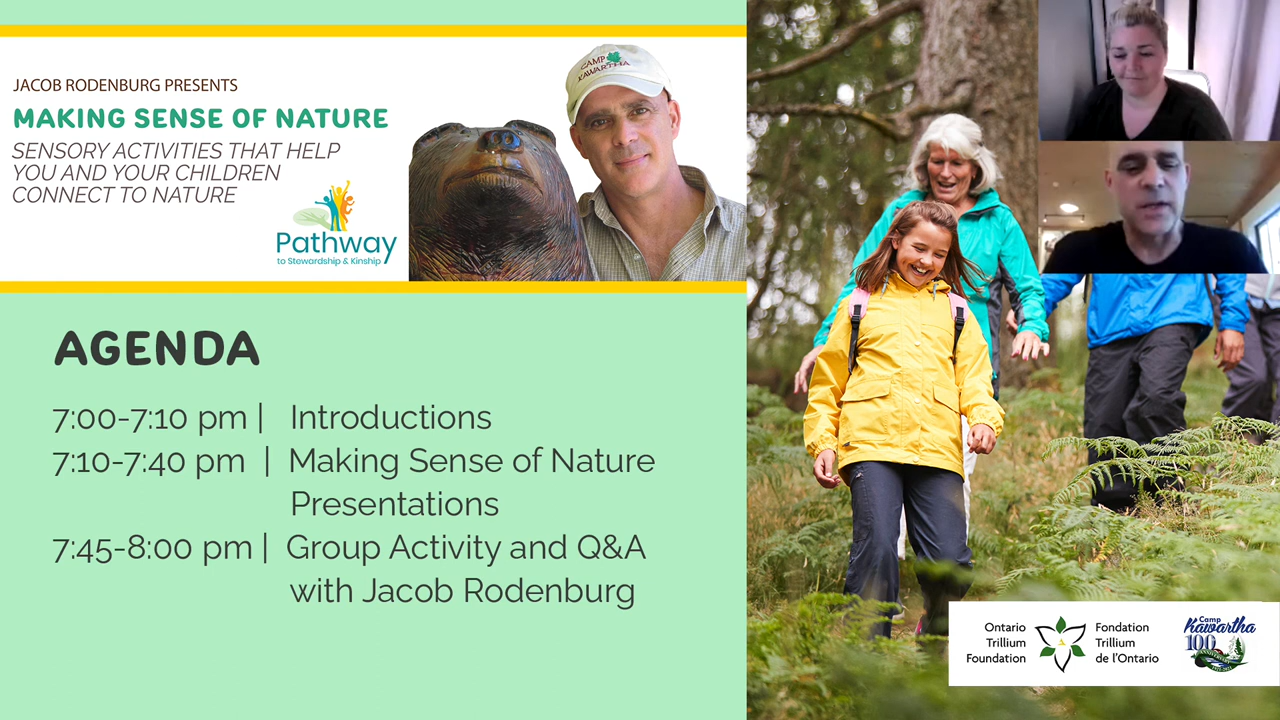 JACOB RODENBURG PRESENTS
MAKING SENSE OF NATURE
SENSORY ACTIVITIES THAT HELP
YOU AND YOUR CHILDREN
CONNECT TO NATURE
Pathway
to Stewardship & Kinship
CAMP
KAWARTHA
AGENDA
7:00-7:10 pm | Introductions
7:10-7:40 pm | Making Sense of Nature
Presentations
7:45-8:00 pm | Group Activity and Q&A
with Jacob Rodenburg
Ontario
Trillium
Foundation
Fondation
Trillium
de l'Ontario
Camp
Kawartha
100